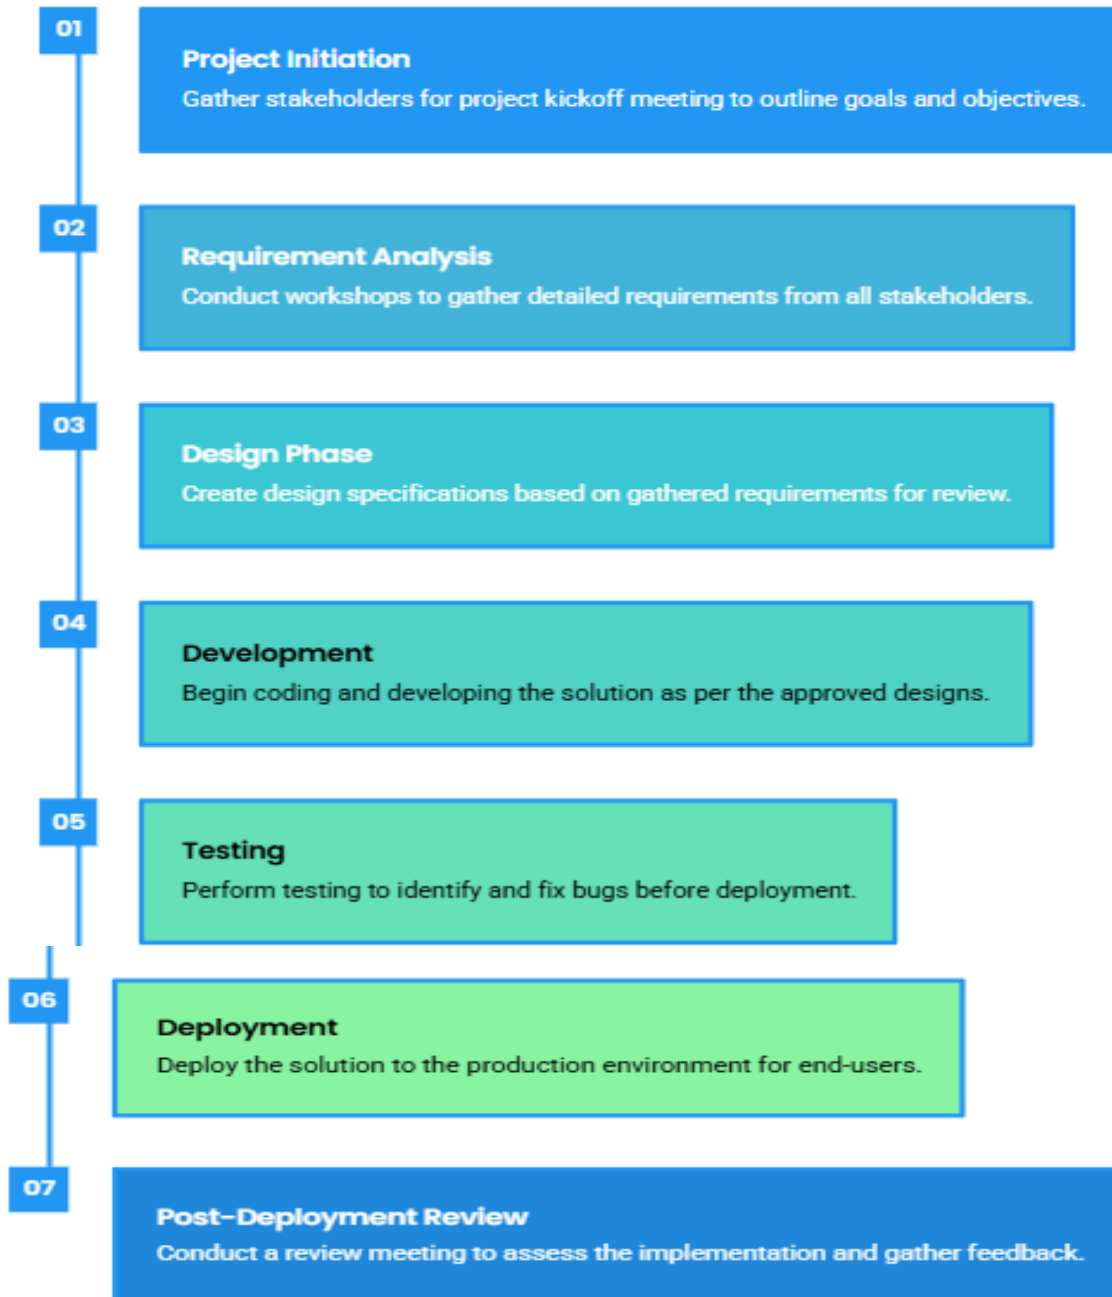 01
Project Initiation
Gather stakeholders for project kickoff meeting to outline goals and objectives.
02
Requirement Analysis
Conduct workshops to gather detailed requirements from all stakeholders.
03
Design Phase
Create design specifications based on gathered requirements for review.
04
Development
Begin coding and developing the solution as per the approved designs.
05
Testing
Perform testing to identify and fix bugs before deployment.
06
Deployment
Deploy the solution to the production environment for end-users.
07
Post-Deployment Review
Conduct a review meeting to assess the implementation and gather feedback.